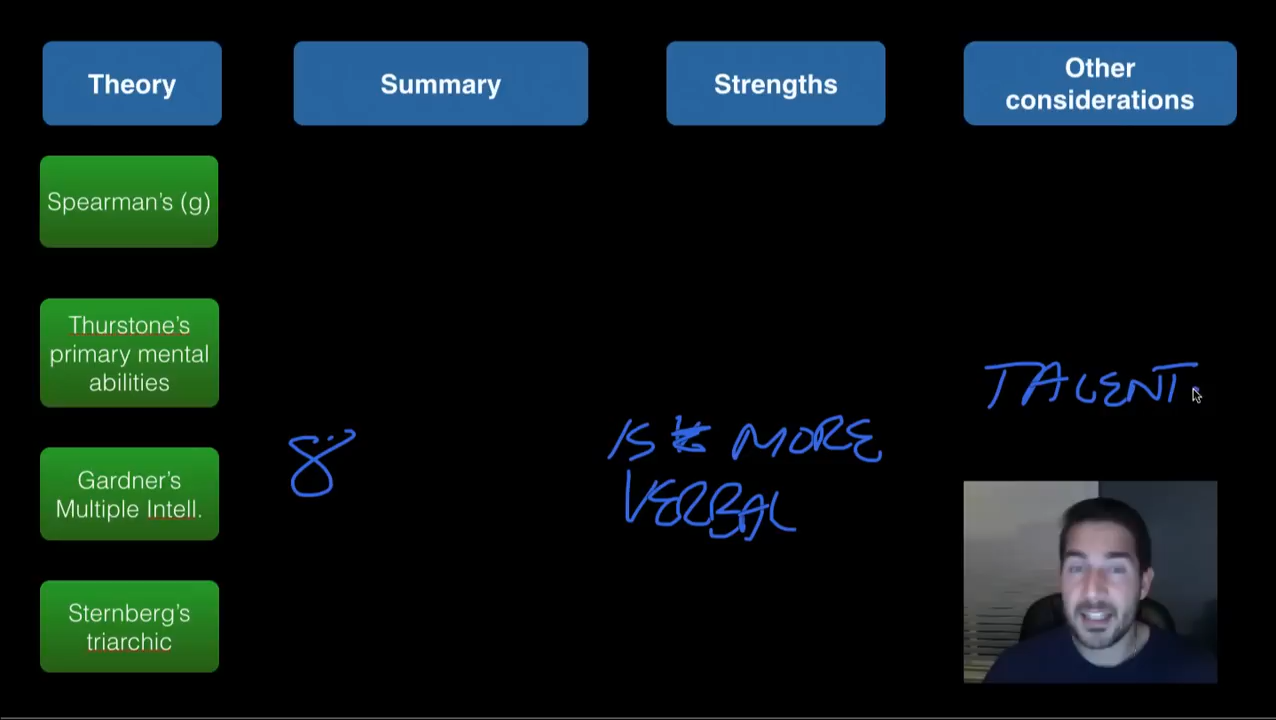 Theory
Summary
Strengths
Other
considerations
Spearman's (g)
Thurstone's
primary mental
abilities
TALENT.
Gardner's
Multiple Intell.
8
IS MORE
VERBAL
Sternberg's
triarchic